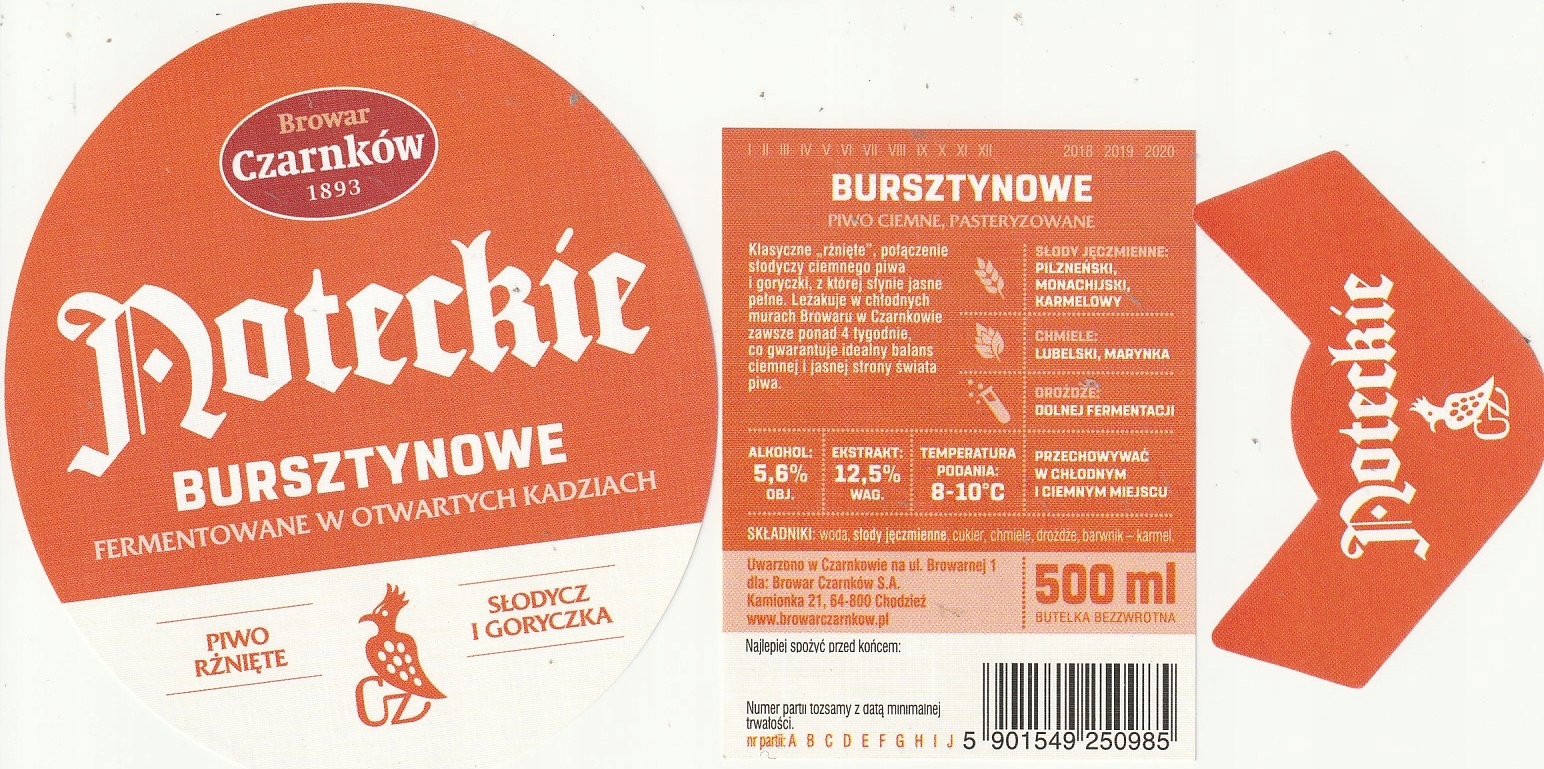 Browar
Czarnków
1893
Noteckie
BURSZTYNOWE
FERMENTOWANE W OTWARTYCH KADZIACH
PIWO
RŻNIĘTE
SŁODYCZ
I GORYCZKA
CZ
I II III IV V VI VII VIII IX X XI XII 2018 2019 2020
BURSZTYNOWE
PIWO CIEMNE, PASTERYZOWANE
Klasyczne „rżnięte”, połączenie
słodyczy ciemnego piwa
i goryczki, z której słynie jasne
pełne. Leżakuje w chłodnych
murach Browaru w Czarnkowie
zawsze ponad 4 tygodnie,
co gwarantuje idealny balans
ciemnej i jasnej strony świata
piwa.
SŁODY JĘCZMIENNE:
PILZNEŃSKI,
MONACHIJSKI,
KARMELOWY
CHMIELE:
LUBELSKI, MARYNKA
DROŻDŻE:
DOLNEJ FERMENTACJI
ALKOHOL:
5,6%
OBJ.
EKSTRAKT:
12,5%
WAG.
TEMPERATURA
PODANIA:
8-10°C
PRZECHOWYWAĆ
W CHŁODNYM
I CIEMNYM MIEJSCU
SKŁADNIKI: woda, słody jęczmienne, cukier, chmiele, drożdże, barwnik – karmel.
Uwarzono w Czarnkowie na ul. Browarnej 1
dla: Browar Czarnków S.A.
Kamionka 21, 64-800 Chodzież
www.browarczarnkow.pl
500 ml
BUTELKA BEZZWROTNA
Najlepiej spożyć przed końcem:
Numer partii tożsamy z datą minimalnej
trwałości.
nr partii: A B C D E F G H I J
5 901549 250985
Noteckie
CZ